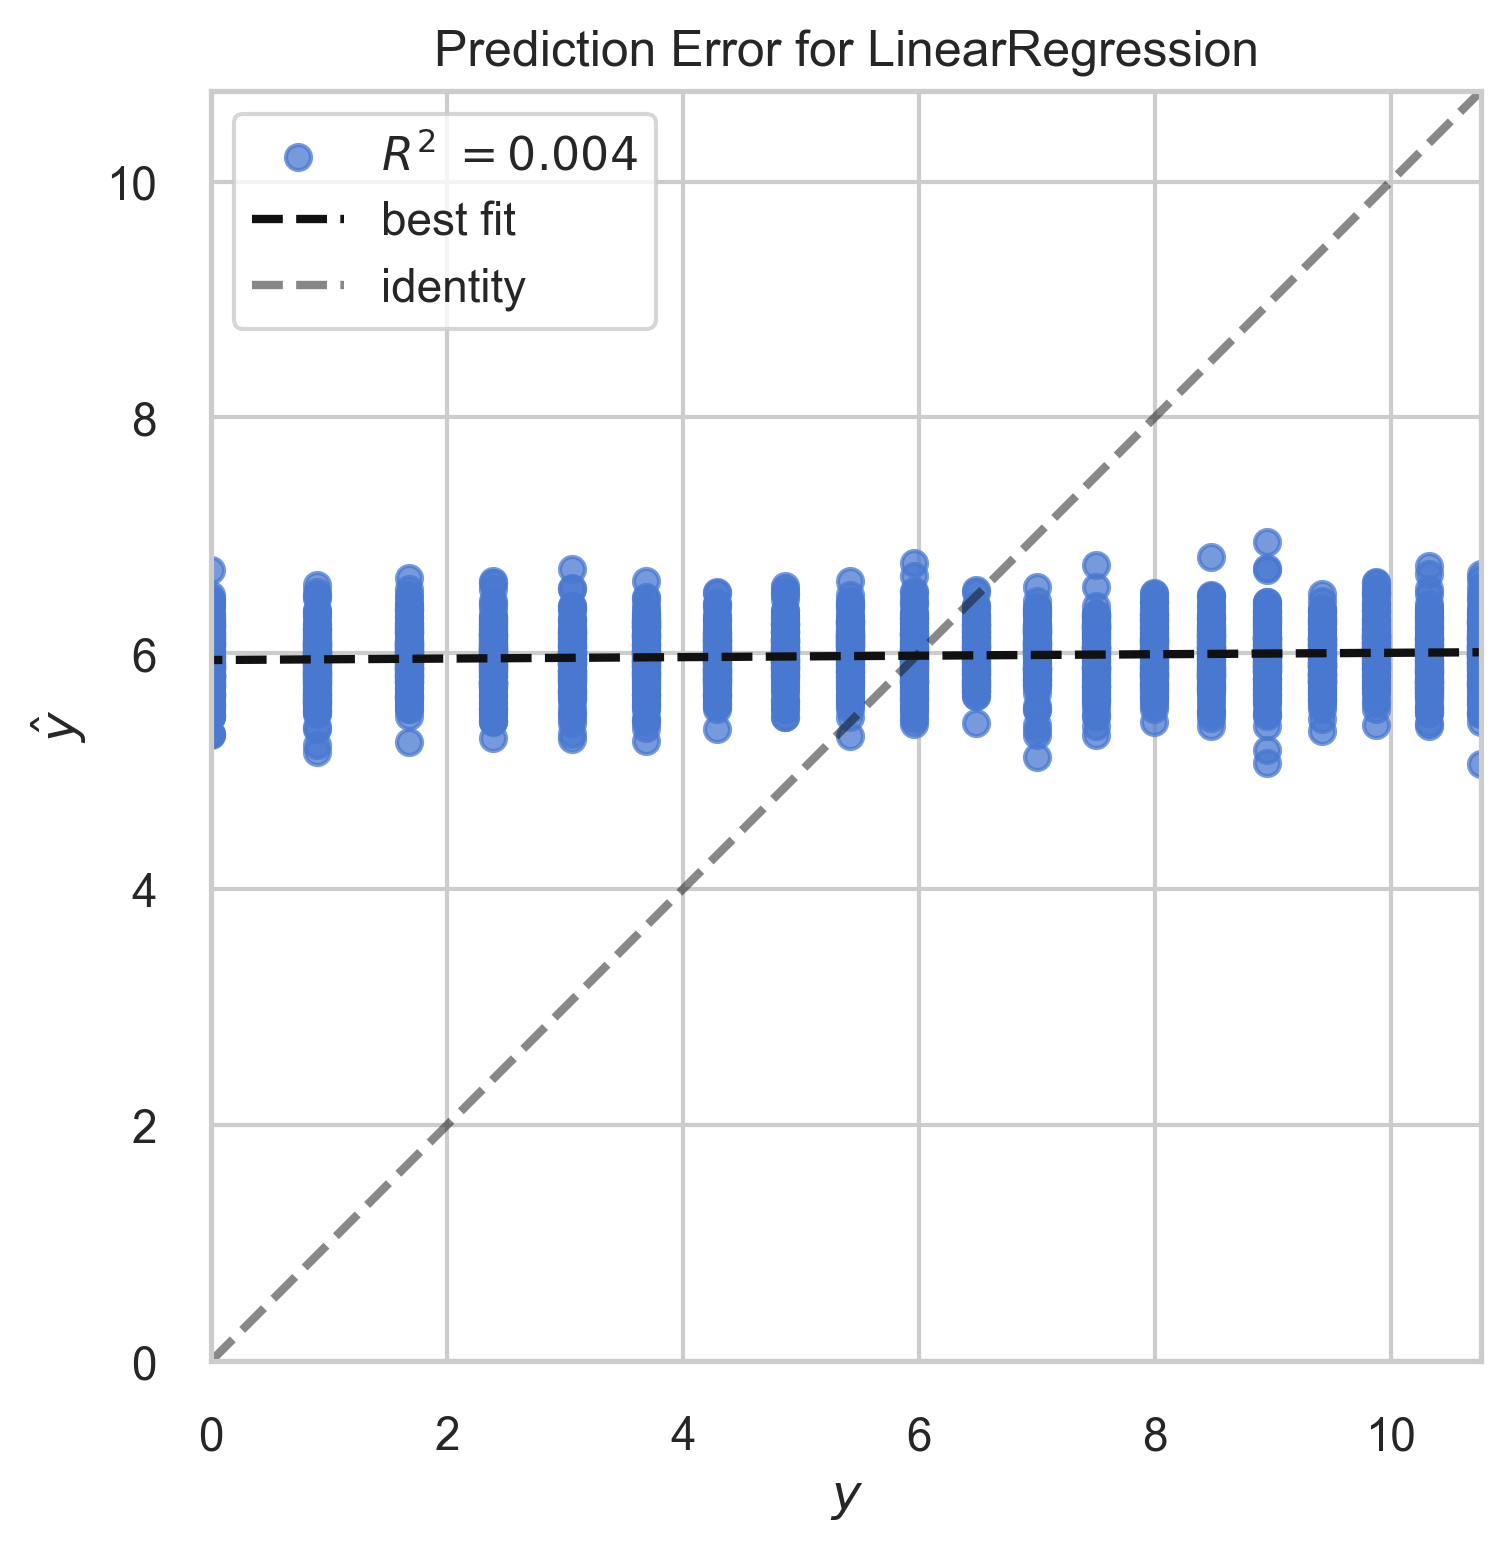 Prediction Error for LinearRegression
R² = 0.004
best fit
identity
10
8
6
4
2
0
ŷ
0 2 4 6 8 10
y